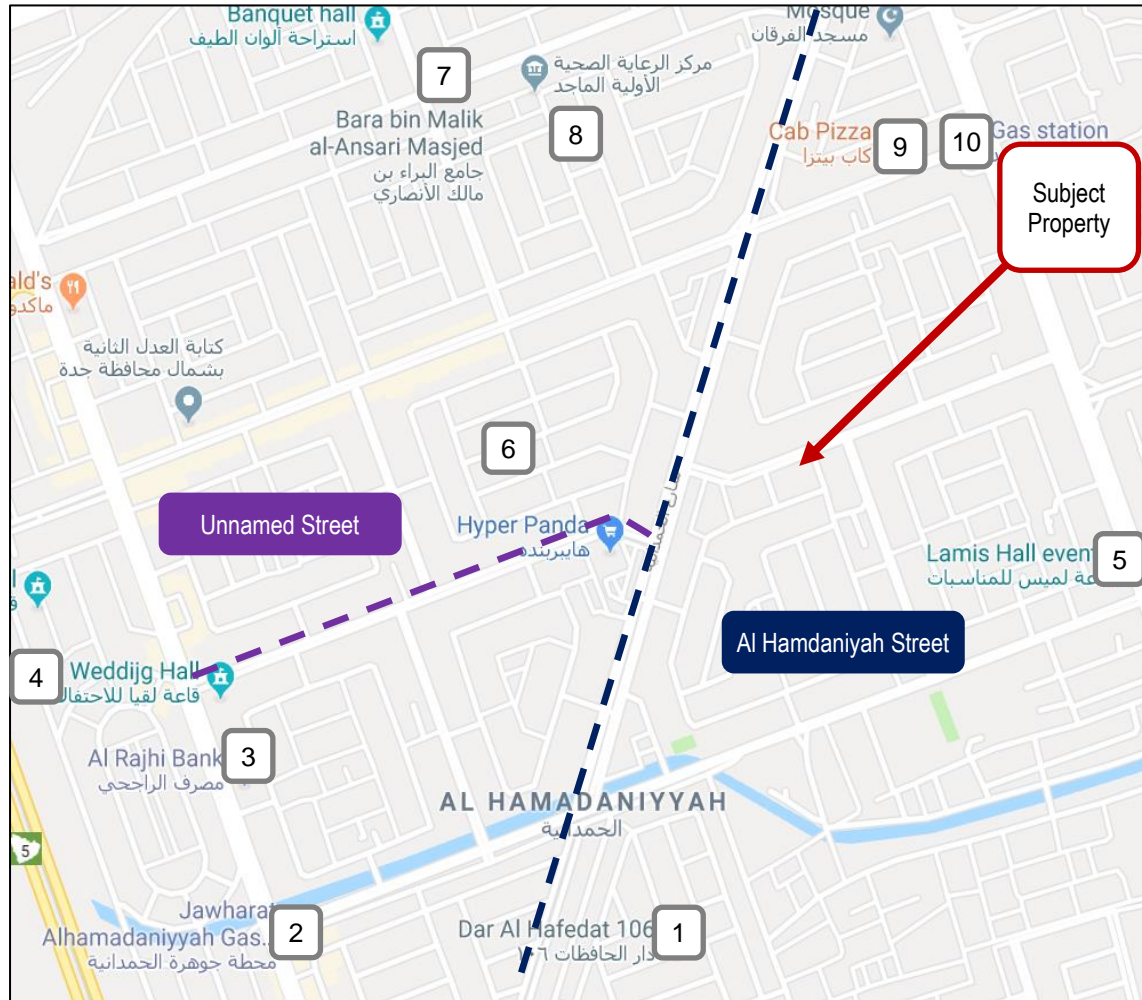 Banquet hall
استراحة ألوان الطيف
Mosque
مسجد الفرقان
7
مركز الرعاية الصحية
الأولية الماجد
Bara bin Malik
al-Ansari Masjed
جامع البراء بن
مالك الأنصاري
8
Cab Pizza
كاب بيتزا
9
10
Gas station
Subject
Property
ald's
ماكدو
كتابة العدل الثانية
بشمال محافظة جدة
6
Unnamed Street
Hyper Panda
هايبربنده
Lamis Hall event
عة لميس للمناسبات
5
Al Hamdaniyah Street
4
Weddijg Hall
قاعة لقيا للاحتفال
3
Al Rajhi Bank
مصرف الراجحي
AL HAMADANIYYAH
الحمدانية
5
Jawharat
Alhamadaniyyah Gas...
محطة جوهرة الحمدانية
2
Dar Al Hafedat 106
دار الحافظات ١٠٦
1